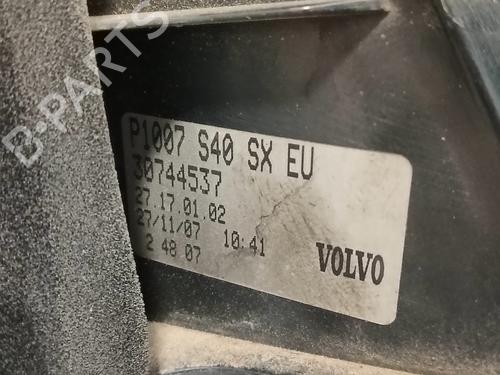 P1007 S40 SX EU
30744537
27.17.01.02
27/11/07 10:41
2 48 07
VOLVO
B-PARTS